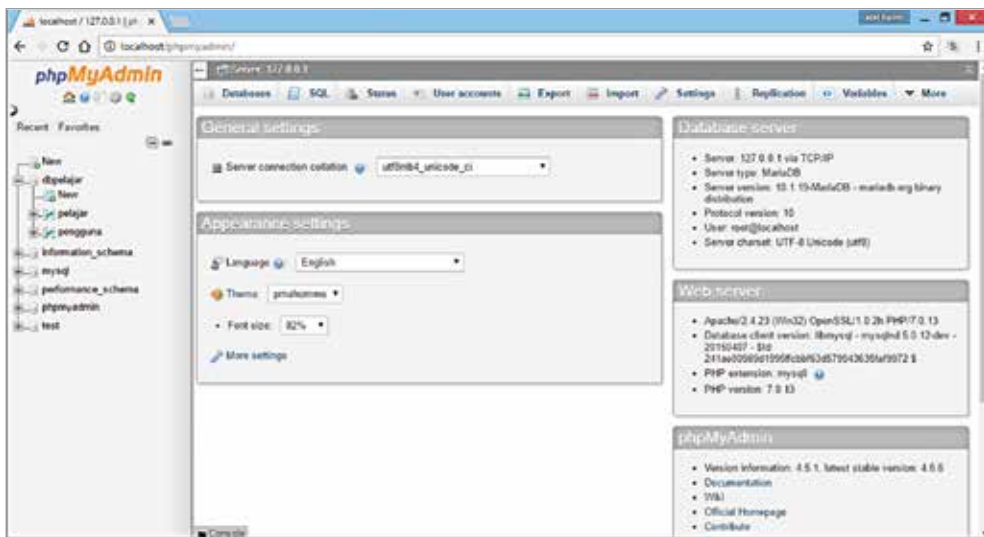 localhost / 127.0.0.1 | ph
localhost/phpmyadmin/
phpMyAdmin
Recent Favorites
New
dbpelajar
New
pelajar
pengguna
information_schema
mysql
performance_schema
phpmyadmin
test
Server: 127.0.0.1
Databases SQL Status User accounts Export Import Settings Replication Variables More
General settings
Server connection collation: utf8mb4_unicode_ci
Appearance settings
Language English
Theme: pmahomme
Font size: 82%
More settings
Database server
Server: 127.0.0.1 via TCP/IP
Server type: MariaDB
Server version: 10.1.19-MariaDB - mariadb.org binary
distribution
Protocol version: 10
User: root@localhost
Server charset: UTF-8 Unicode (utf8)
Web server
Apache/2.4.23 (Win32) OpenSSL/1.0.2h PHP/7.0.13
Database client version: libmysql - mysqlnd 5.0.12-dev -
20150407 - $Id:
PHP extension: mysqli
PHP version: 7.0.13
phpMyAdmin
Version information: 4.5.1, latest stable version: 4.6.6
Documentation
Wiki
Official Homepage
Contribute
Console